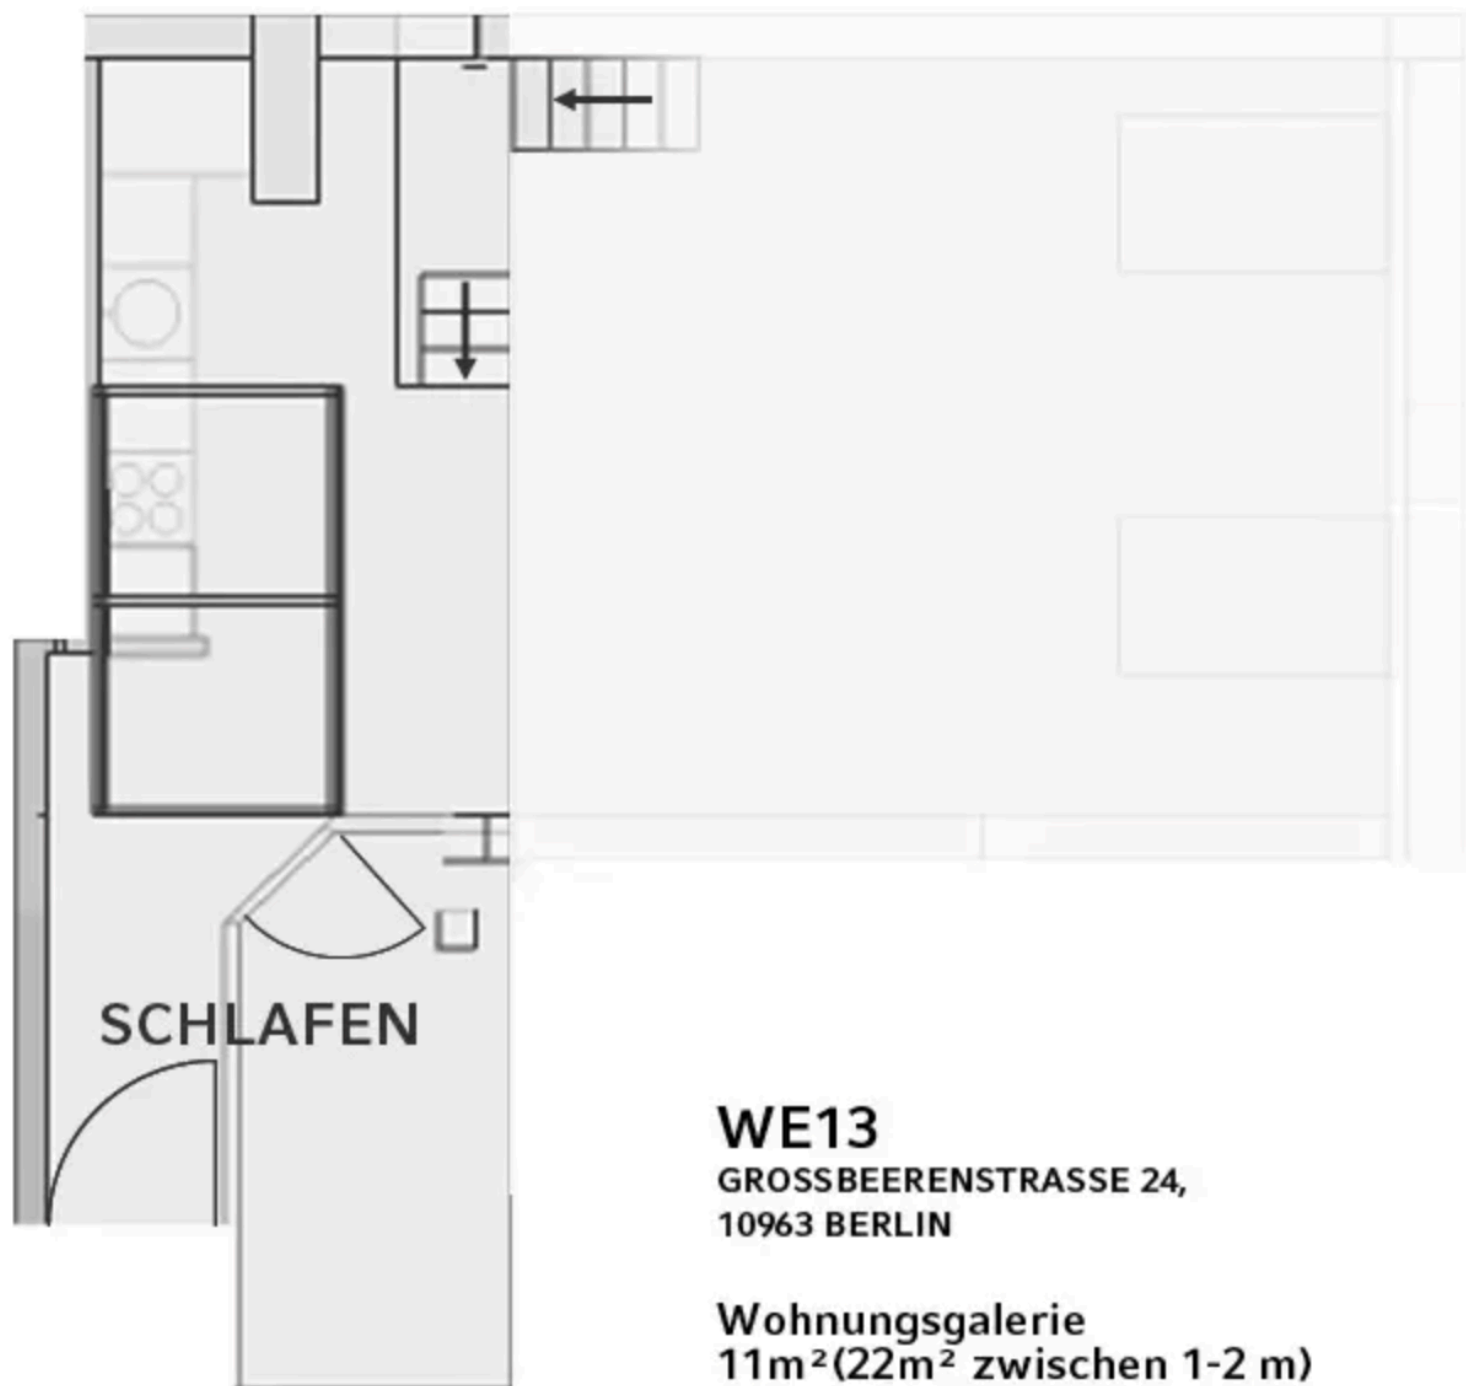 SCHLAFEN
WE13
GROSSBEERENSTRASSE 24,
10963 BERLIN
Wohnungsgalerie
11m²(22m² zwischen 1-2 m)